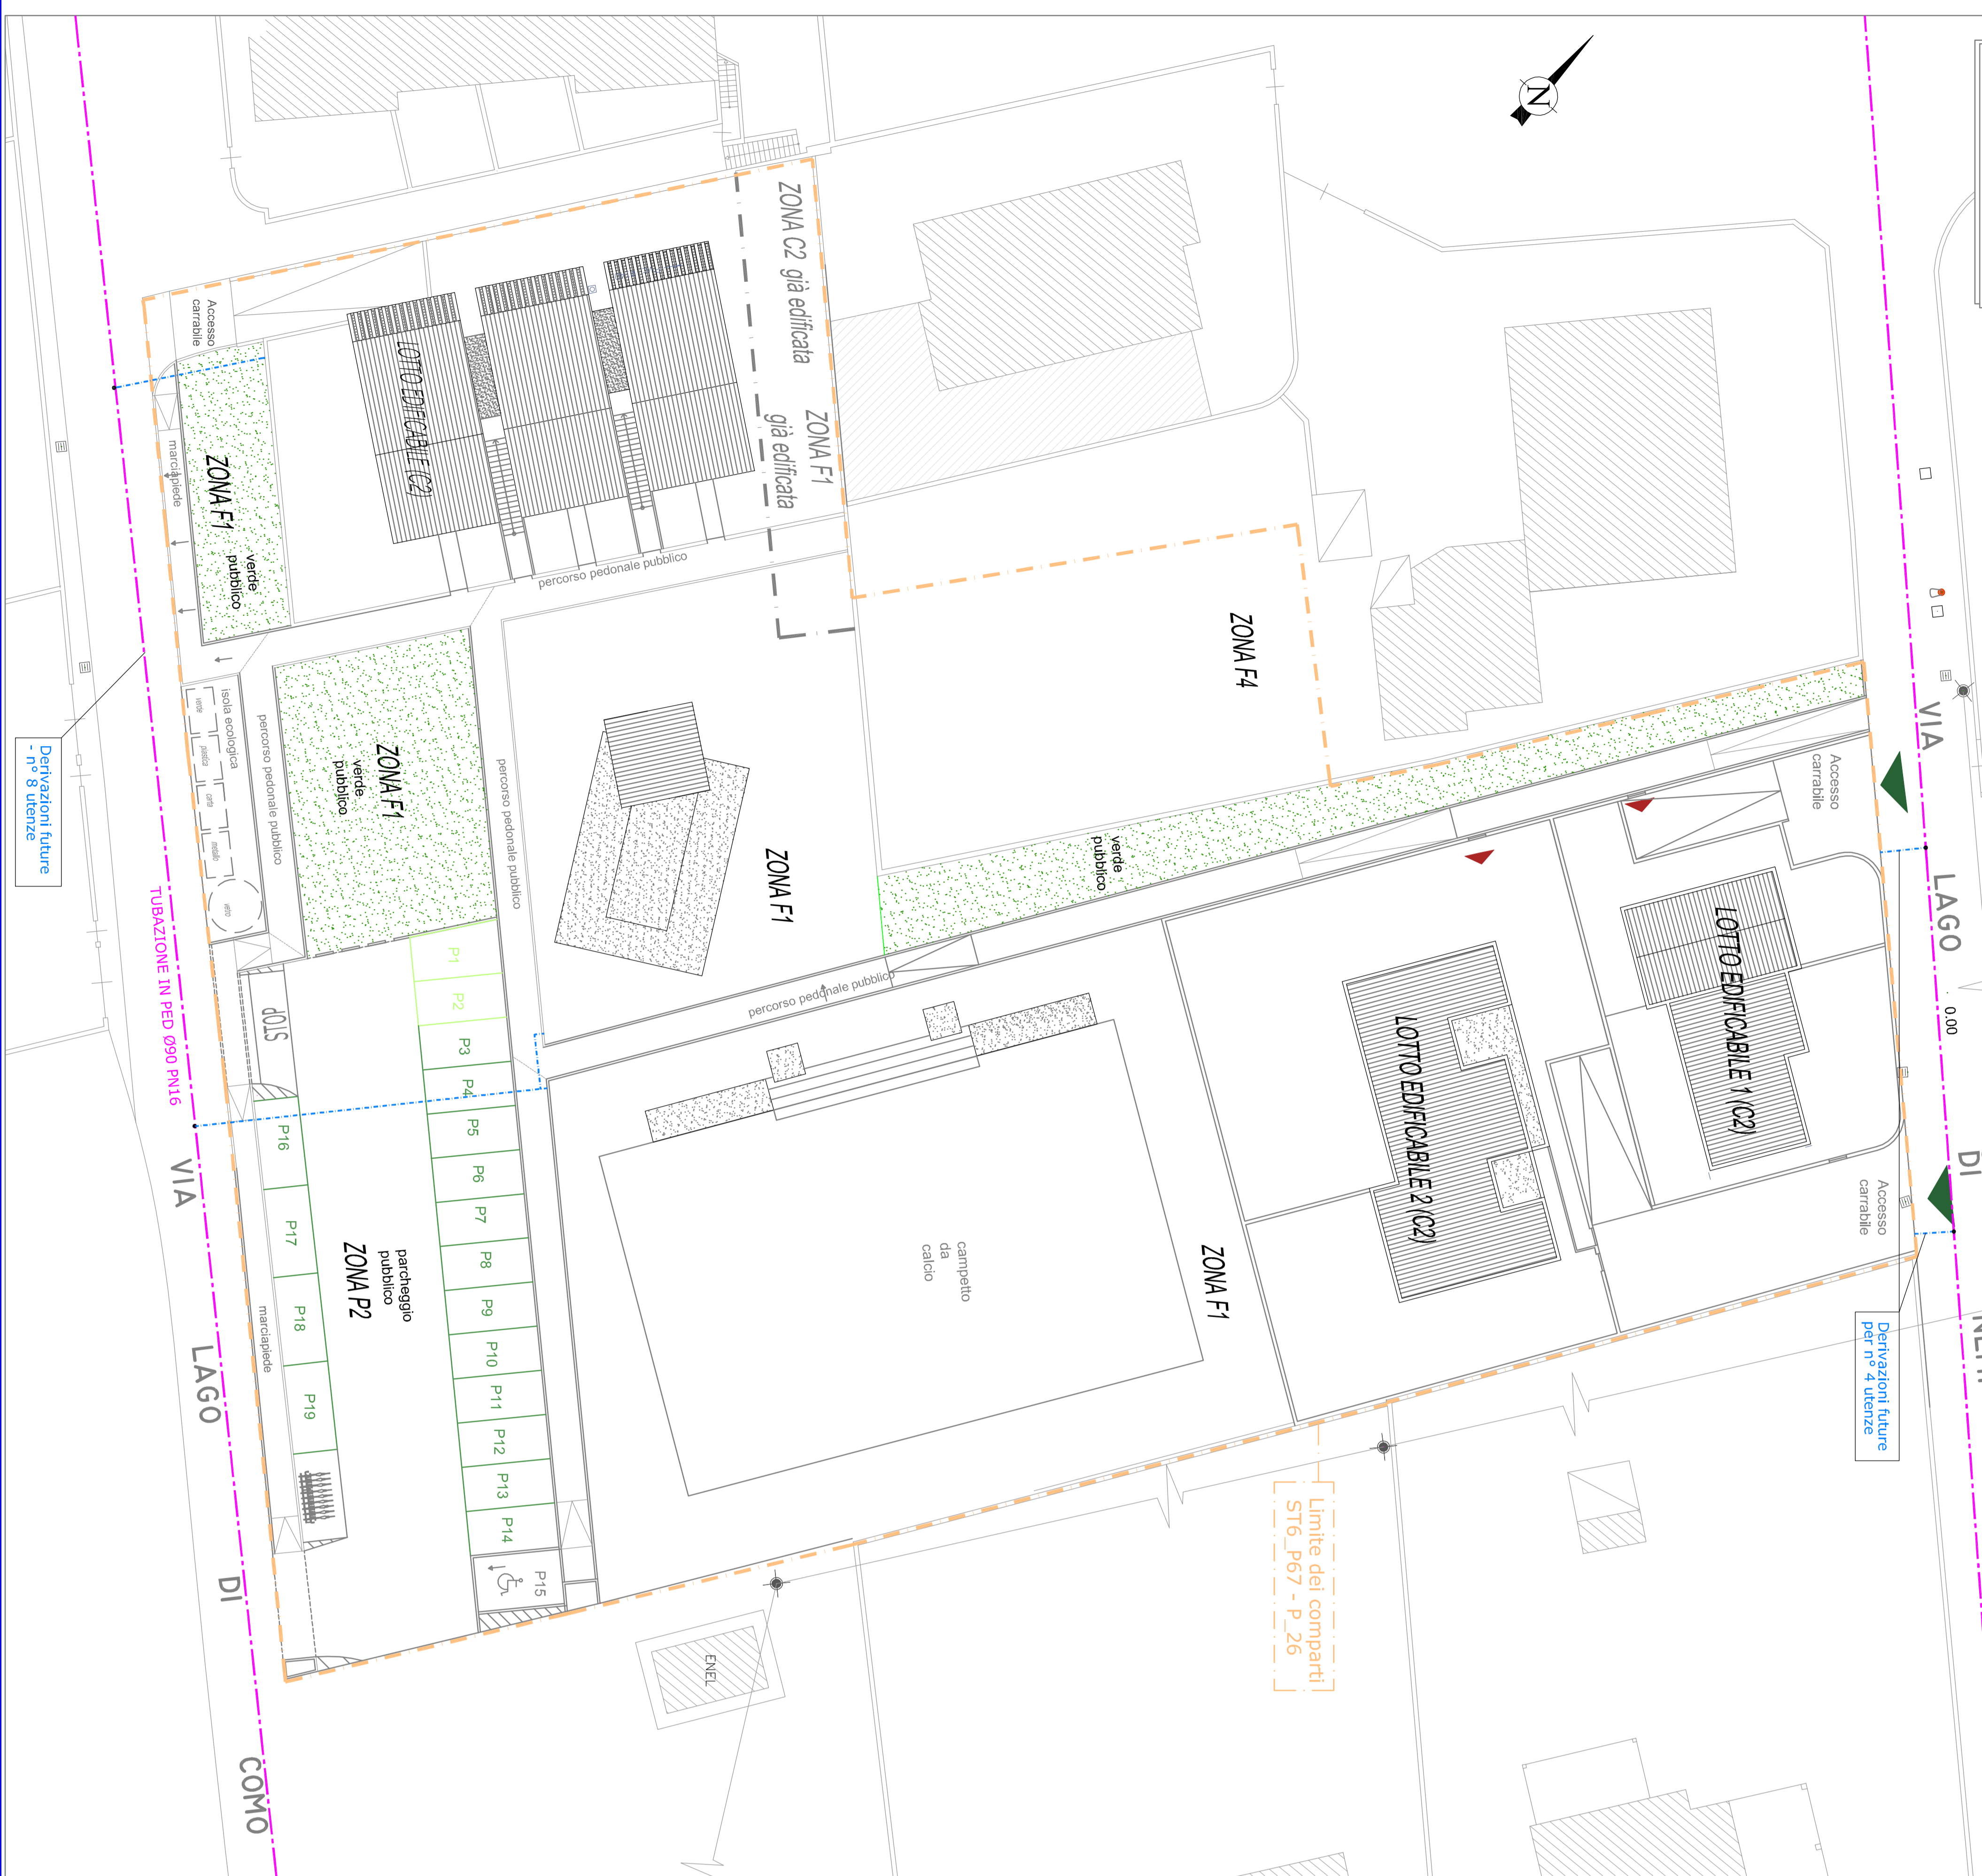 N
ZONA C2 già edificata
ZONA F1
già edificata
Accesso
carrabile
LOTTO EDIFICABILE (C2)
marciapiede
ZONA F1
verde
pubblico
percorso pedonale pubblico
ZONA F4
isola ecologica
verde
plastica
carta
metallo
vetro
percorso pedonale pubblico
ZONA F1
verde
pubblico
percorso pedonale pubblico
ZONA F1
verde
pubblico
percorso pedonale pubblico
Derivazioni future
- n° 8 utenze
TUBAZIONE IN PED Ø90 PN16
STOP
P1
P2
P3
P4
P5
P6
P7
P8
P9
P10
P11
P12
P13
P14
P15
P16
P17
P18
P19
parcheggio
pubblico
ZONA P2
marciapiede
campetto
da
calcio
ZONA F1
LOTTO EDIFICABILE 2 (C2)
LOTTO EDIFICABILE 1 (C2)
Accesso
carrabile
Accesso
carrabile
0.00
VIA LAGO DI
Derivazioni future
per n° 4 utenze
Limite dei comparti
ST6_P67 - P_26
ENEL
VIA LAGO DI COMO